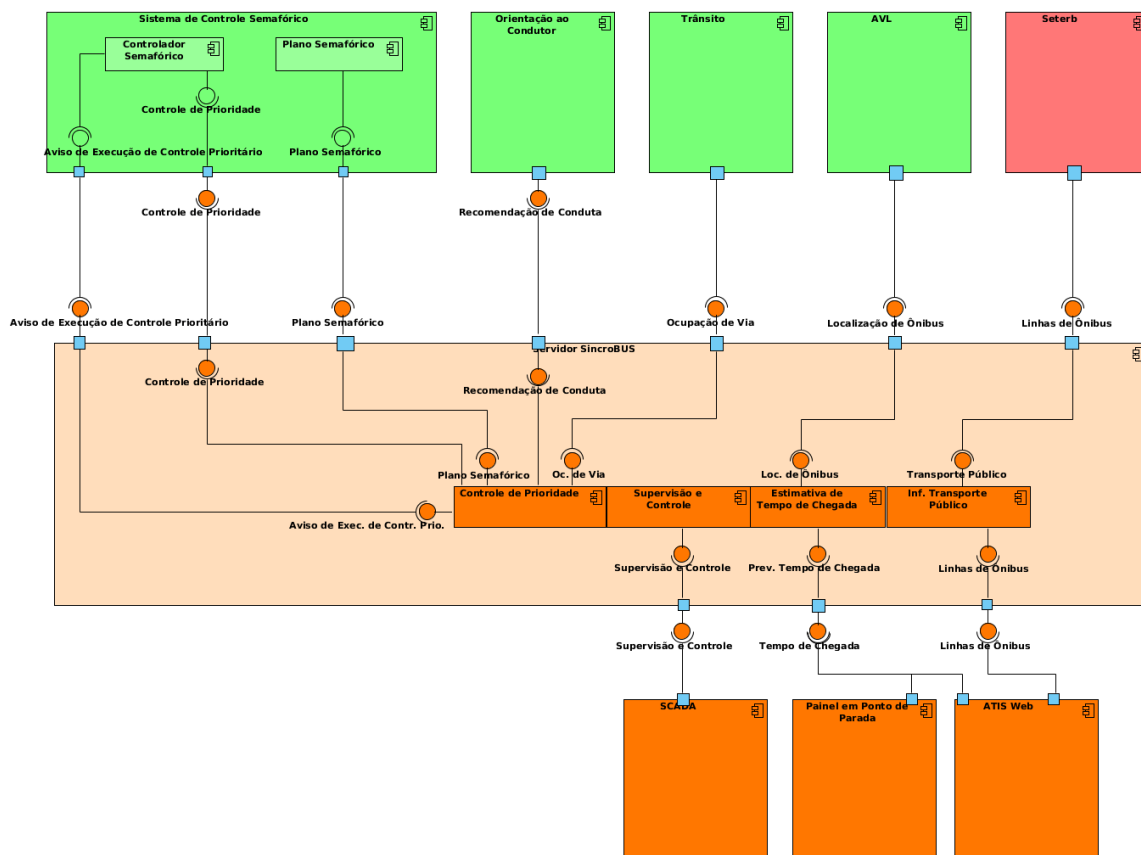 Sistema de Controle Semafórico
Orientação ao
Condutor
Trânsito
AVL
Seterb
Controlador
Semafórico
Plano Semafórico
Controle de Prioridade
Aviso de Execução de Controle Prioritário
Plano Semafórico
Controle de Prioridade
Recomendação de Conduta
Aviso de Execução de Controle Prioritário
Plano Semafórico
Ocupação de Via
Localização de Ônibus
Linhas de Ônibus
Servidor SincroBUS
Controle de Prioridade
Recomendação de Conduta
Plano Semafórico
Oc. de Via
Loc. de Ônibus
Transporte Público
Controle de Prioridade
Supervisão e
Controle
Estimativa de
Tempo de Chegada
Inf. Transporte
Público
Aviso de Exec. de Contr. Prio.
Supervisão e Controle
Prev. Tempo de Chegada
Linhas de Ônibus
Supervisão e Controle
Tempo de Chegada
Linhas de Ônibus
SCADA
Painel em Ponto de
Parada
ATIS Web